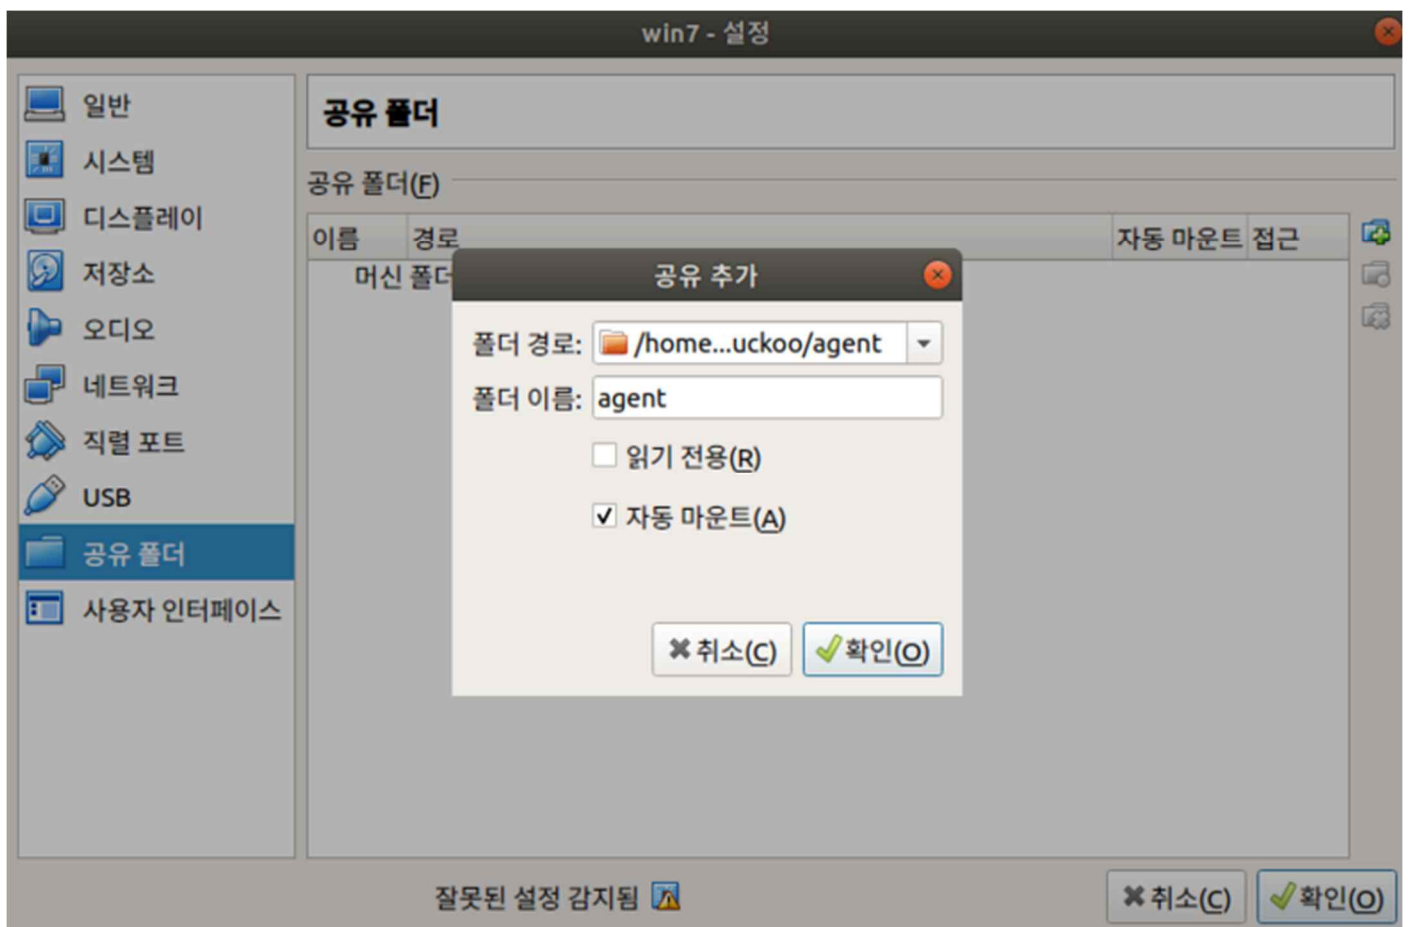 win7 - 설정
일반
시스템
디스플레이
저장소
오디오
네트워크
직렬 포트
USB
공유 폴더
사용자 인터페이스
공유 폴더
공유 폴더(F)
이름 경로 자동 마운트 접근
머신 폴더
공유 추가
폴더 경로: /home...uckoo/agent
폴더 이름: agent
읽기 전용(R)
자동 마운트(A)
취소(C) 확인(O)
잘못된 설정 감지됨
취소(C) 확인(O)